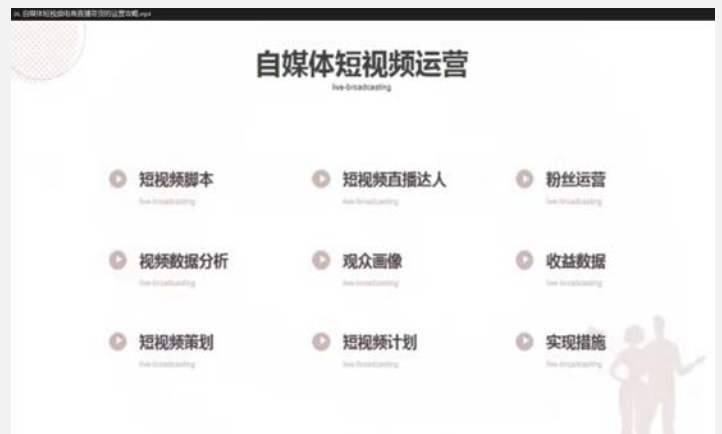 自媒体短视频运营
live-broadcasting
短视频脚本
短视频直播达人
粉丝运营
live-broadcasting
live-broadcasting
live-broadcasting
视频数据分析
观众画像
收益数据
live-broadcasting
live-broadcasting
live-broadcasting
短视频策划
短视频计划
实现措施
live-broadcasting
live-broadcasting
live-broadcasting